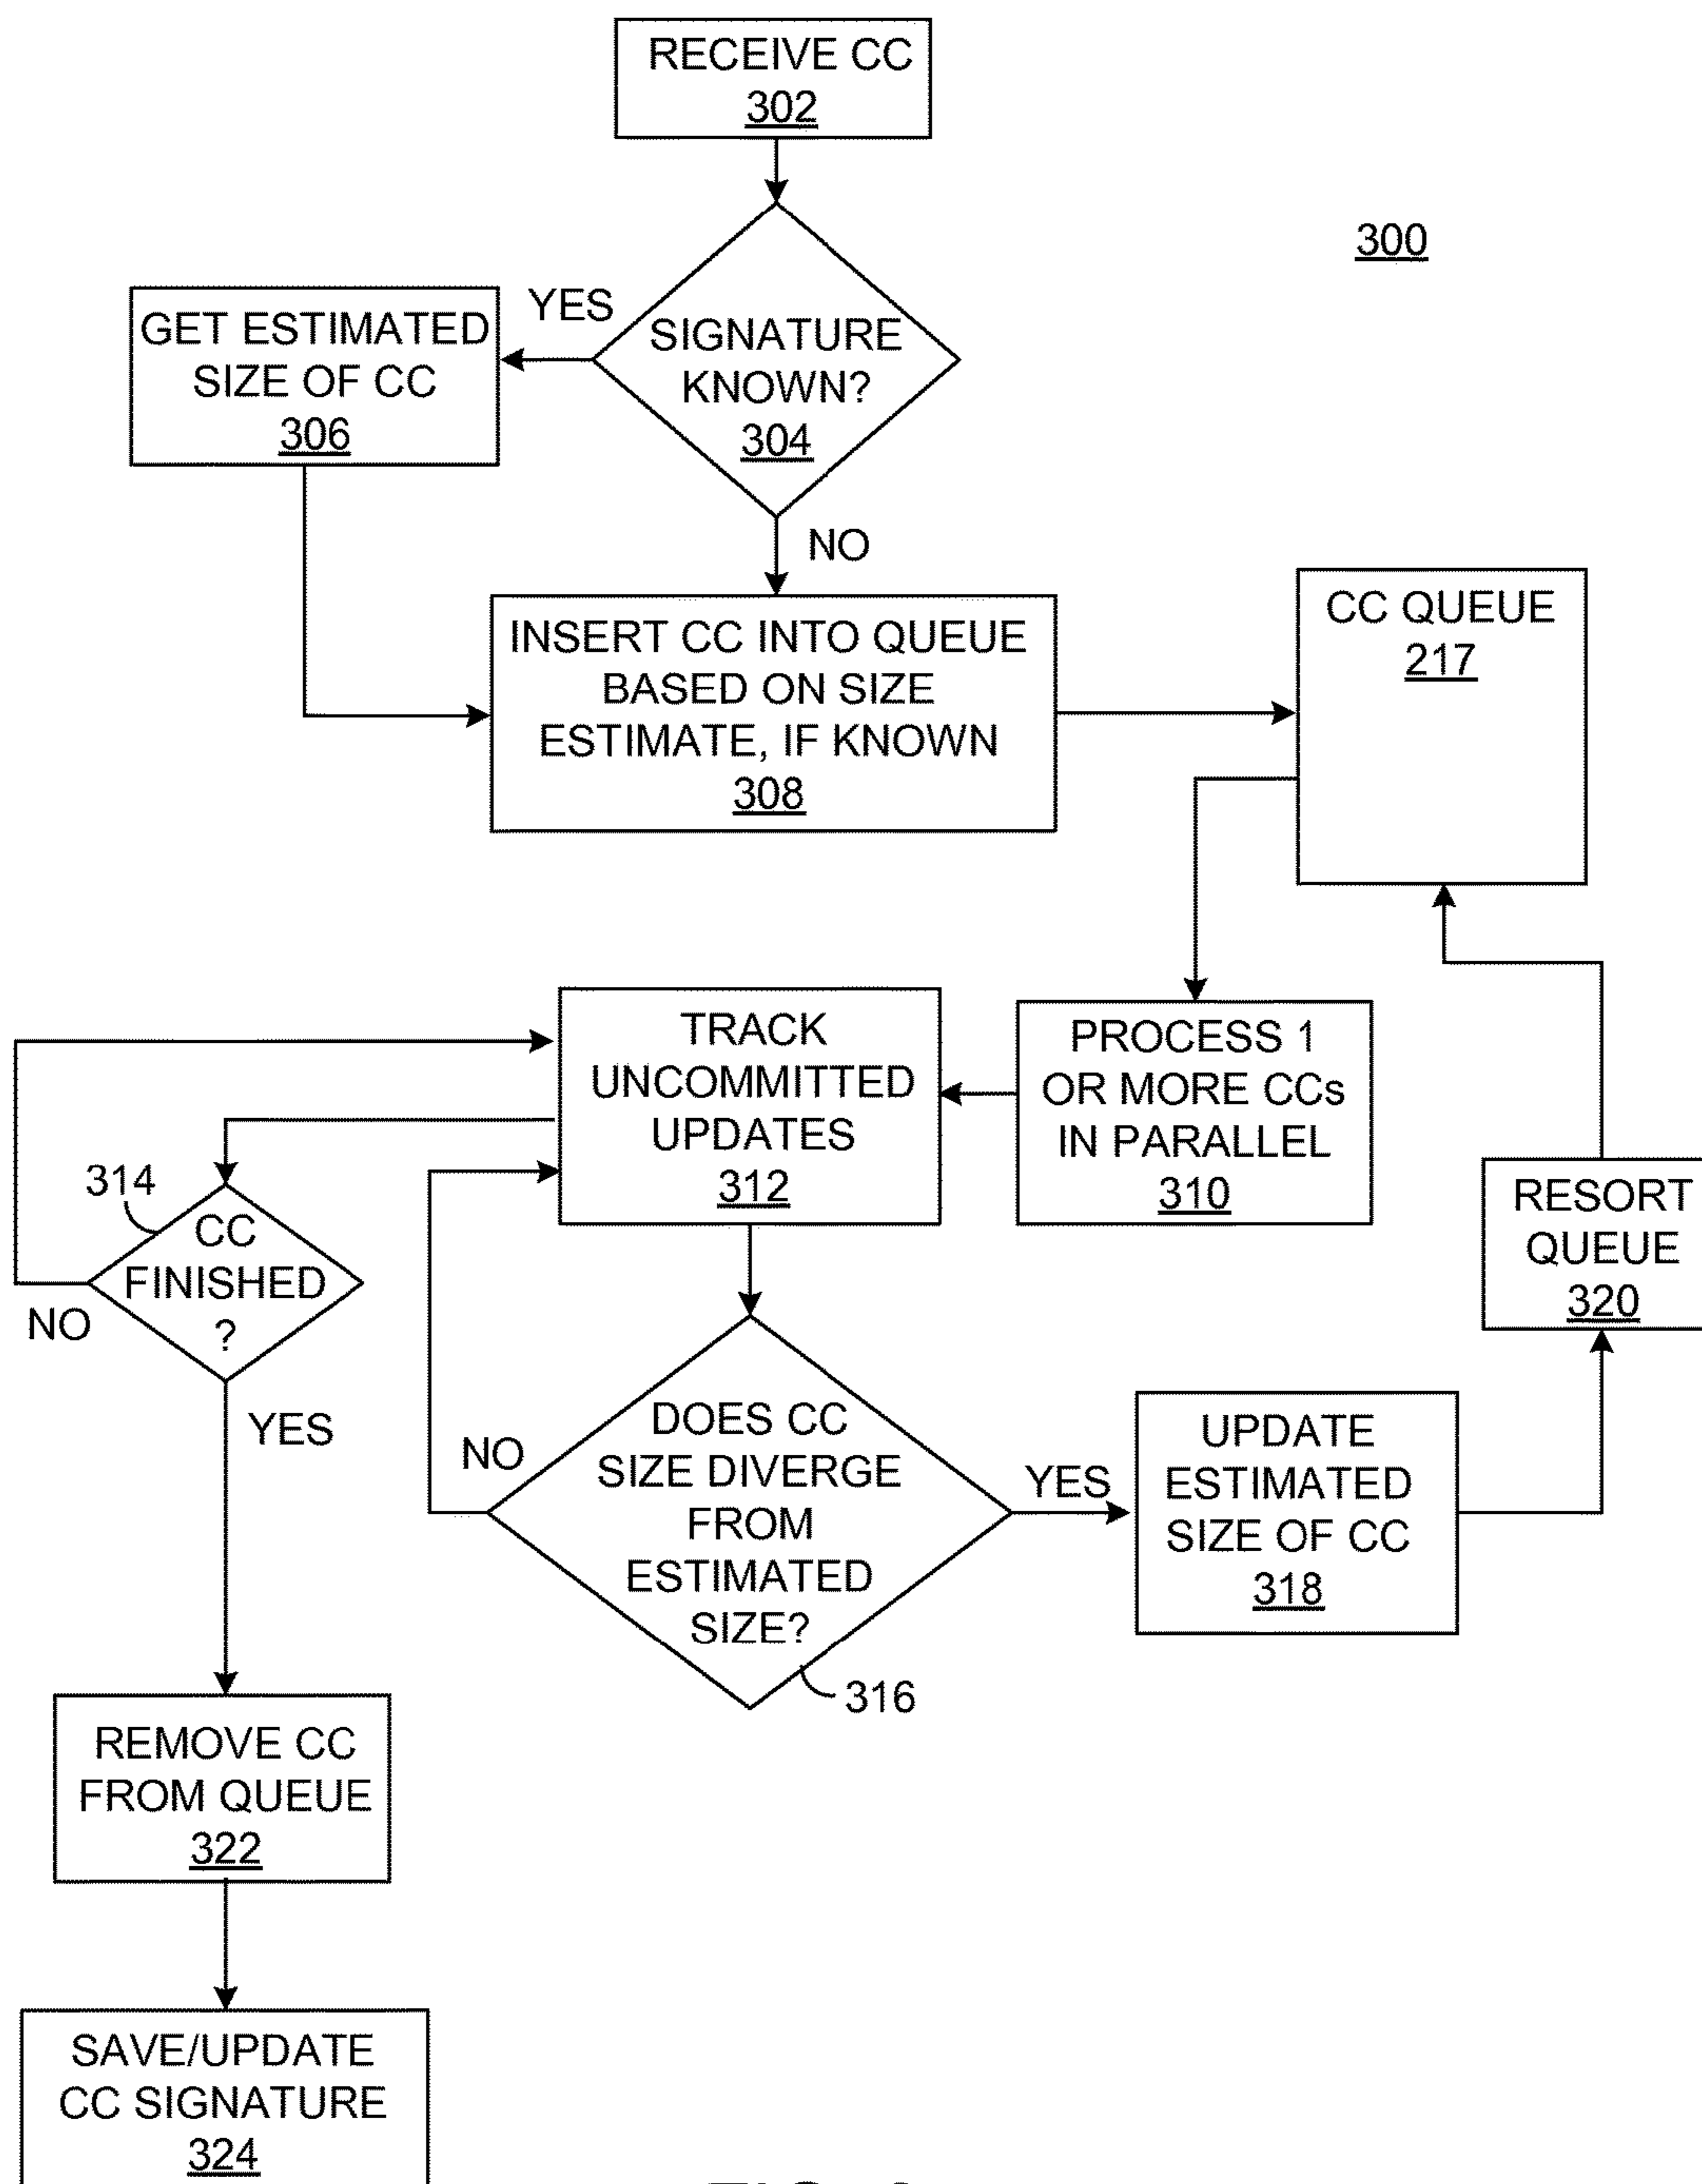 RECEIVE CC
302
300
YES
GET ESTIMATED
SIZE OF CC
306
SIGNATURE
KNOWN?
304
NO
INSERT CC INTO QUEUE
BASED ON SIZE
ESTIMATE, IF KNOWN
308
CC QUEUE
217
TRACK
UNCOMMITTED
UPDATES
312
PROCESS 1
OR MORE CCs
IN PARALLEL
310
314
CC
FINISHED
?
NO
YES
RESORT
QUEUE
320
DOES CC
SIZE DIVERGE
FROM
ESTIMATED
SIZE?
NO
YES
316
UPDATE
ESTIMATED
SIZE OF CC
318
REMOVE CC
FROM QUEUE
322
SAVE/UPDATE
CC SIGNATURE
324